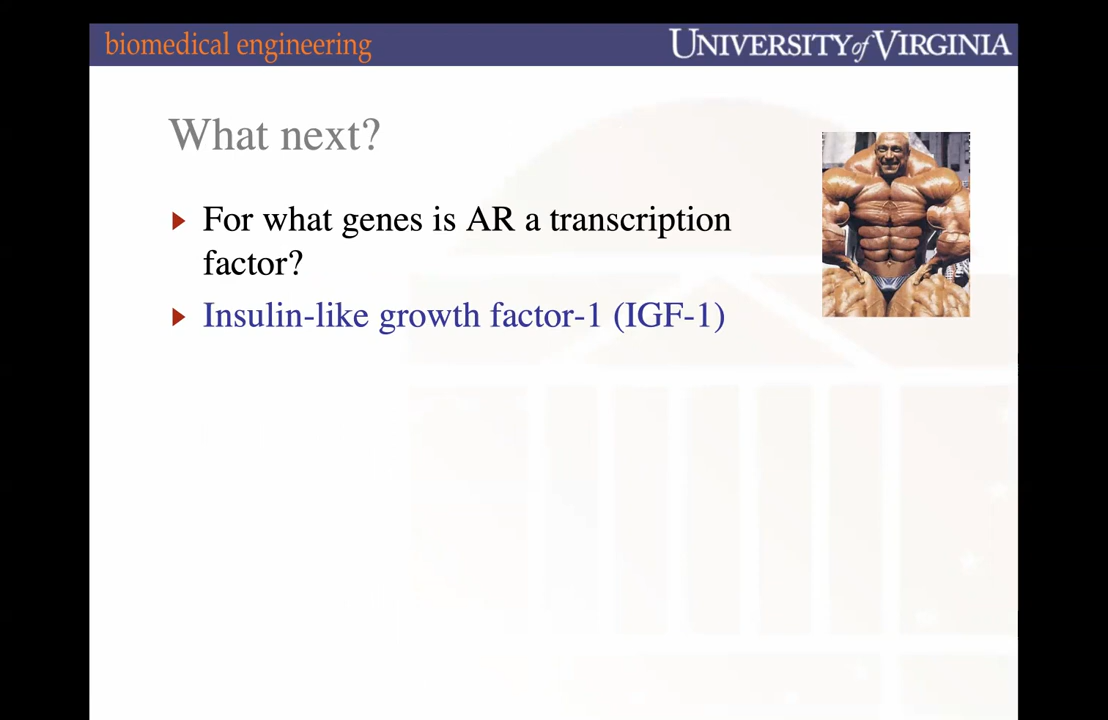 biomedical engineering
UNIVERSITY of VIRGINIA
What next?
For what genes is AR a transcription
factor?
Insulin-like growth factor-1 (IGF-1)